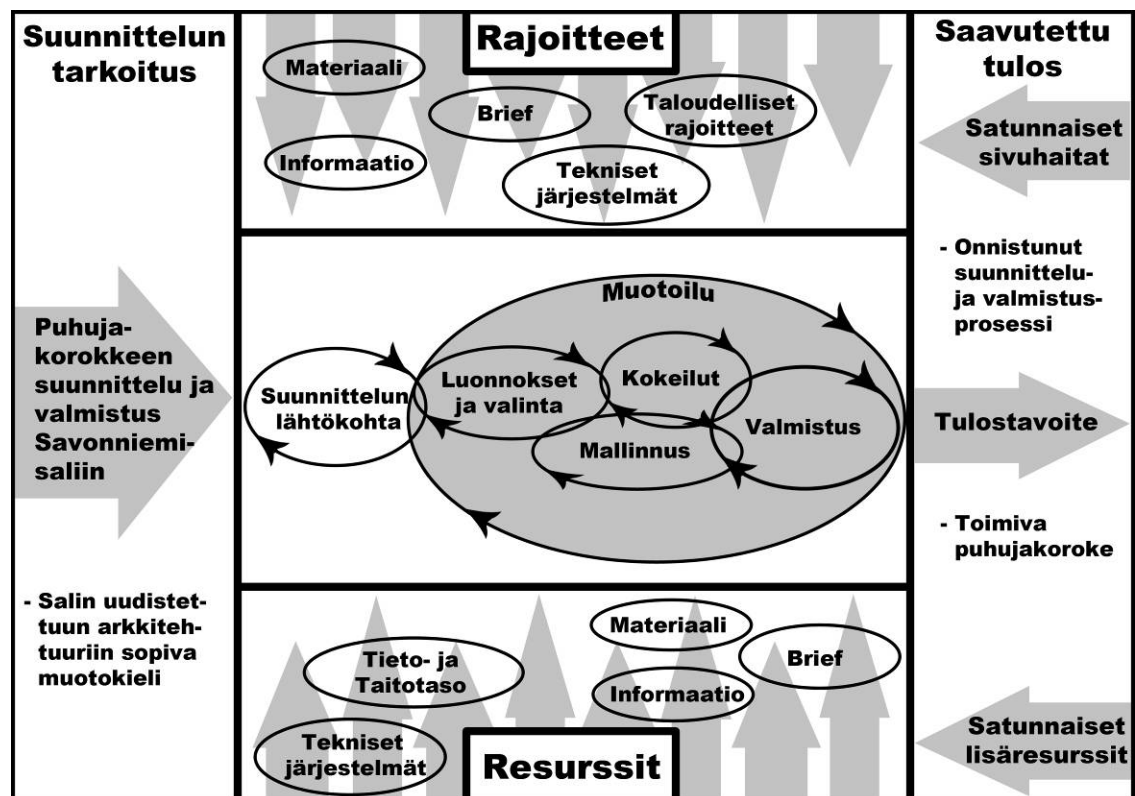 Suunnittelun
tarkoitus
Puhuja-
korokkeen
suunnittelu ja
valmistus
Savonniemi-
saliin
- Salin uudistet-
tuun arkkiteh-
tuuriin sopiva
muotokieli
Rajoitteet
Materiaali
Brief
Taloudelliset
rajoitteet
Informaatio
Tekniset
järjestelmät
Muotoilu
Suunnittelun
lähtökohta
Luonnokset
ja valinta
Kokeilut
Mallinnus
Valmistus
Materiaali
Tieto- ja
Taitotaso
Brief
Informaatio
Tekniset
järjestelmät
Resurssit
Saavutettu
tulos
Satunnaiset
sivuhaitat
- Onnistunut
suunnittelu-
ja valmistus-
prosessi
Tulostavoite
- Toimiva
puhujakoroke
Satunnaiset
lisäresurssit